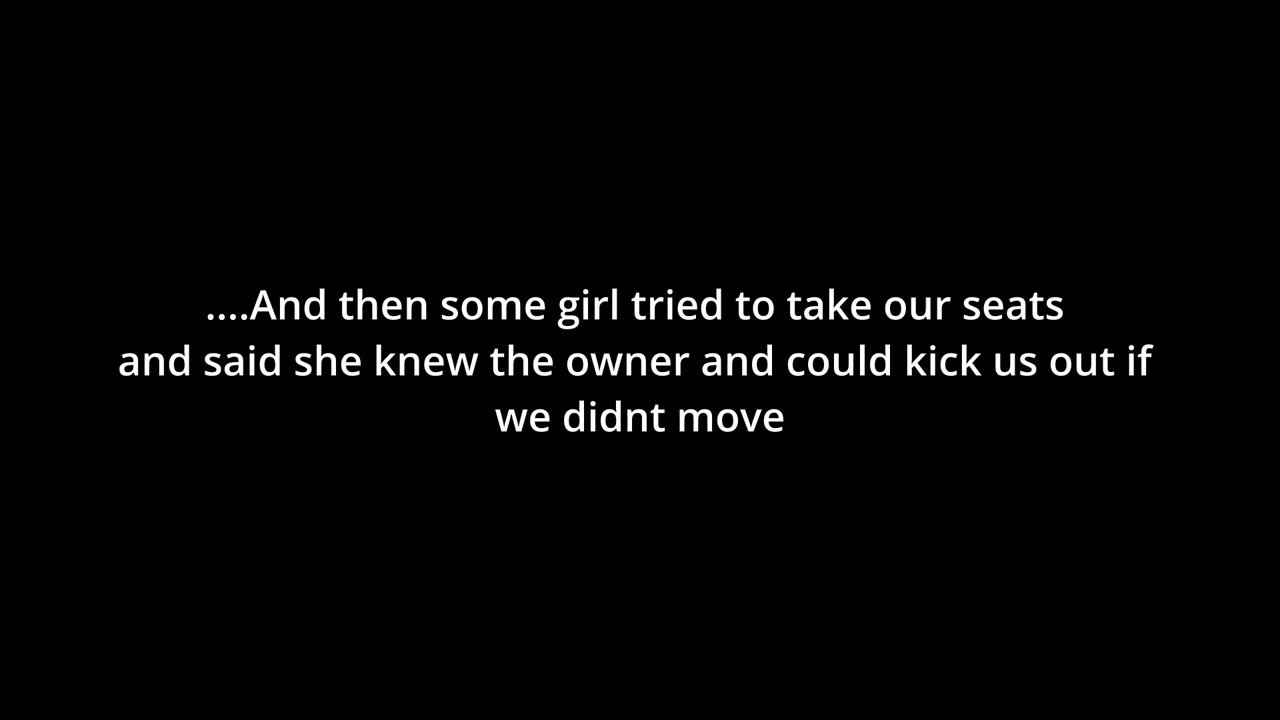 ....And then some girl tried to take our seats
and said she knew the owner and could kick us out if
we didnt move